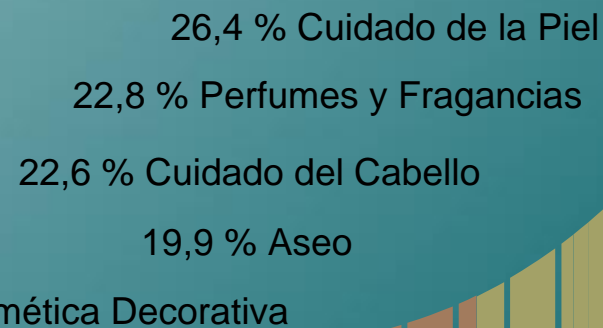 26,4 % Cuidado de la Piel
22,8 % Perfumes y Fragancias
22,6 % Cuidado del Cabello
19,9 % Aseo
mética Decorativa